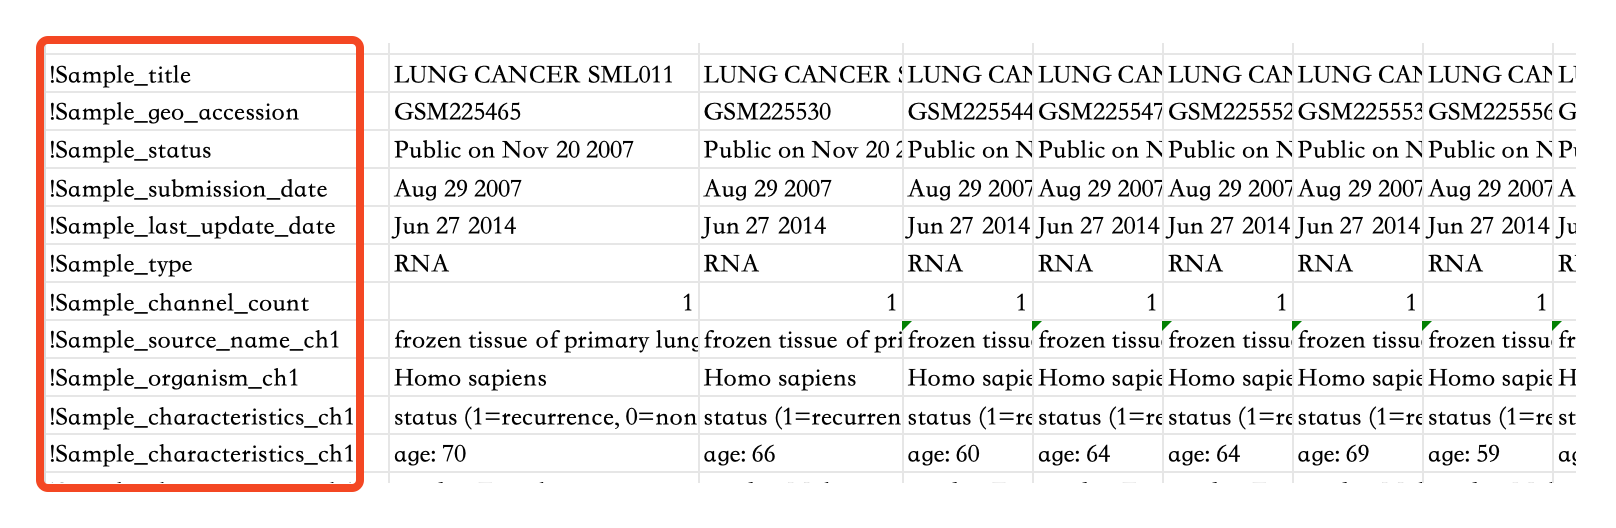 !Sample_title LUNG CANCER SML011 LUNG CANCER LUNG LUNG LUNG LUNG LUNG
!Sample_geo_accession GSM225465 GSM225530 GSM225544 GSM225547 GSM225552 GSM225553 GSM225556 G
!Sample_status Public on Nov 20 2007 Public on Nov 20 Public on Public on Public on Public on Public on
!Sample_submission_date Aug 29 2007 Aug 29 2007 Aug 29 2007 Aug 29 2007 Aug 29 2007 Aug 29 2007 Aug 29 2007 A
!Sample_last_update_date Jun 27 2014 Jun 27 2014 Jun 27 2014 Jun 27 2014 Jun 27 2014 Jun 27 2014 Jun 27 2014 Ju
!Sample_type RNA RNA RNA RNA RNA RNA RNA
!Sample_channel_count 1 1 1 1 1 1 1
!Sample_source_name_ch1 frozen tissue of primary lung frozen tissue of pri frozen tissu frozen tissu frozen tissu frozen tissu frozen tissu fr
!Sample_organism_ch1 Homo sapiens Homo sapiens Homo sapie Homo sapie Homo sapie Homo sapie Homo sapie H
!Sample_characteristics_ch1 status (1=recurrence, 0=non status (1=recurren status (1=re status (1=re status (1=re status (1=re status (1=re st
!Sample_characteristics_ch1 age: 70 age: 66 age: 60 age: 64 age: 64 age: 69 age: 59 ag